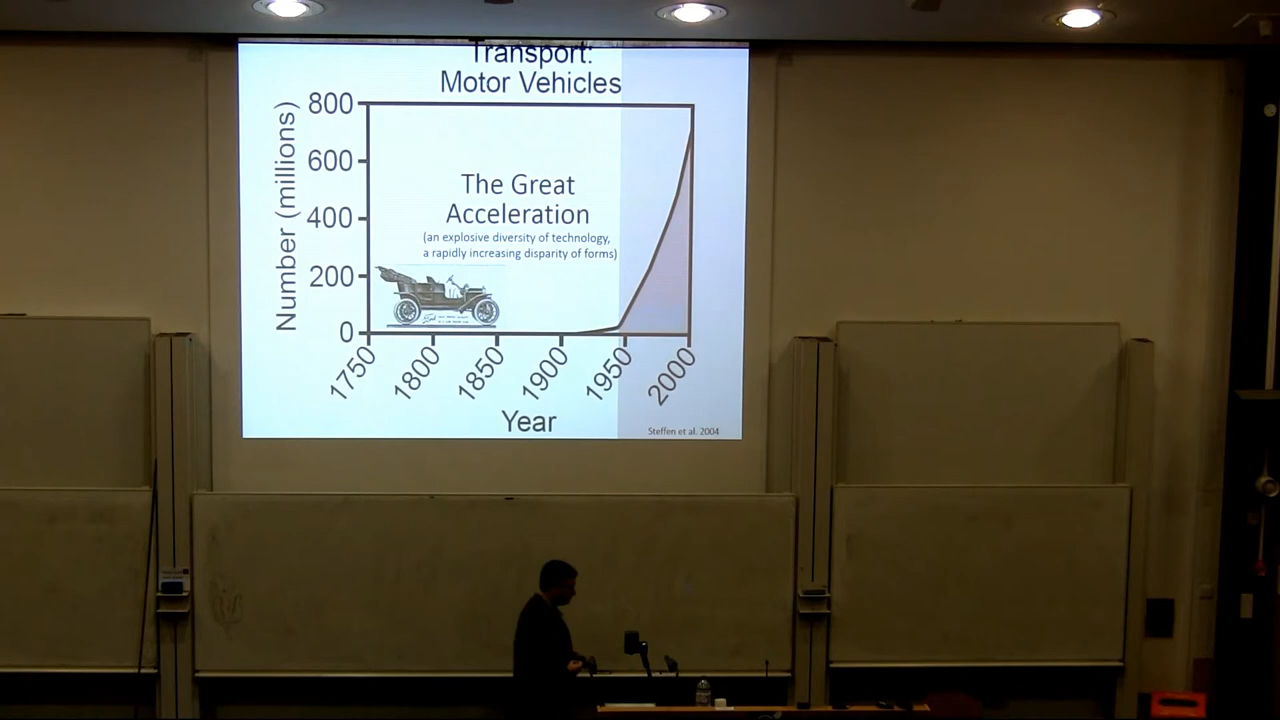 Transport:
Motor Vehicles
Number (millions)
800
600
400
200
0
The Great
Acceleration
(an explosive diversity of technology,
a rapidly increasing disparity of forms)
Ford
1750
1800
1850
1900
1950
2000
Year
Steffen et al. 2004